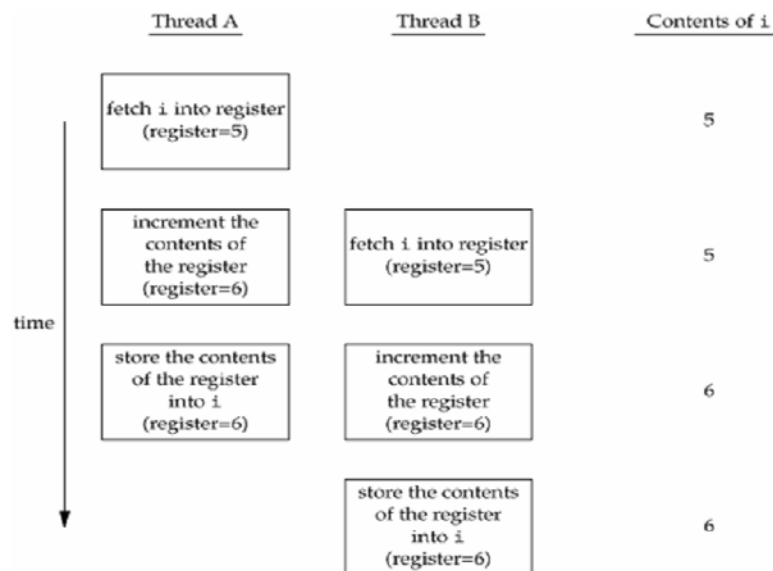 Thread A
Thread B
Contents of i
fetch i into register
(register=5)
5
increment the
contents of
the register
(register=6)
fetch i into register
(register=5)
5
time
store the contents
of the register
into i
(register=6)
increment the
contents of
the register
(register=6)
6
store the contents
of the register
into i
(register=6)
6